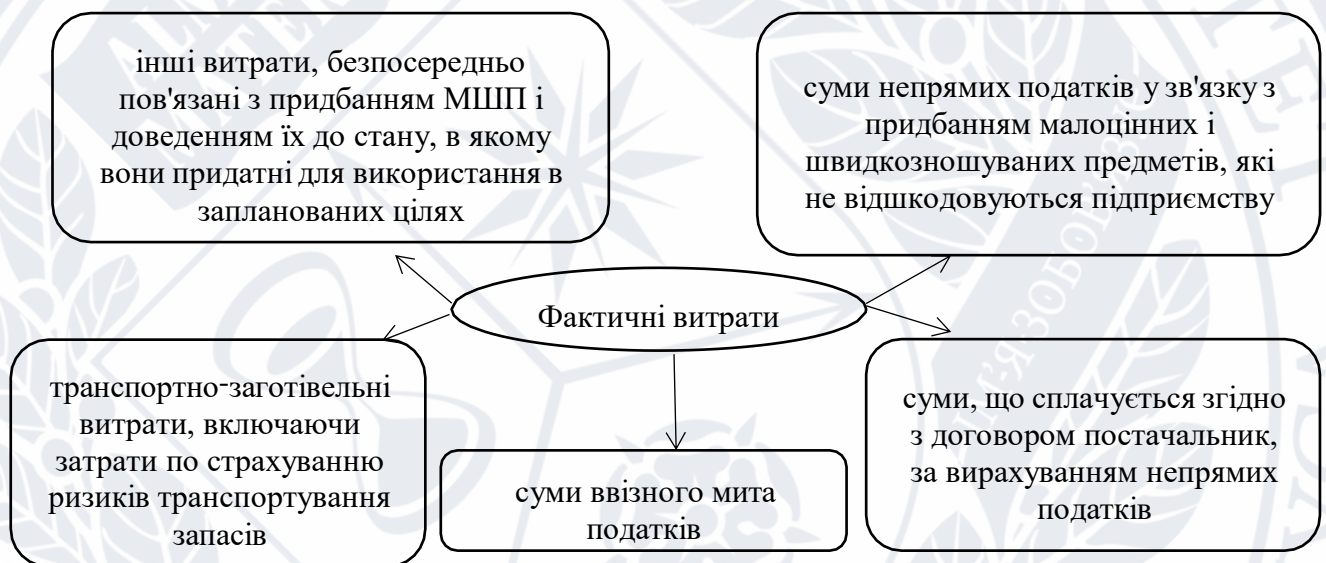 інші витрати, безпосередньо
пов'язані з придбанням МШП і
доведенням їх до стану, в якому
вони придатні для використання в
запланованих цілях
суми непрямих податків у зв'язку з
придбанням малоцінних і
швидкозношуваних предметів, які
не відшкодовуються підприємству
Фактичні витрати
транспортно-заготівельні
витрати, включаючи
затрати по страхуванню
ризиків транспортування
запасів
суми ввізного мита
податків
суми, що сплачується згідно
з договором постачальник,
за вирахуванням непрямих
податків